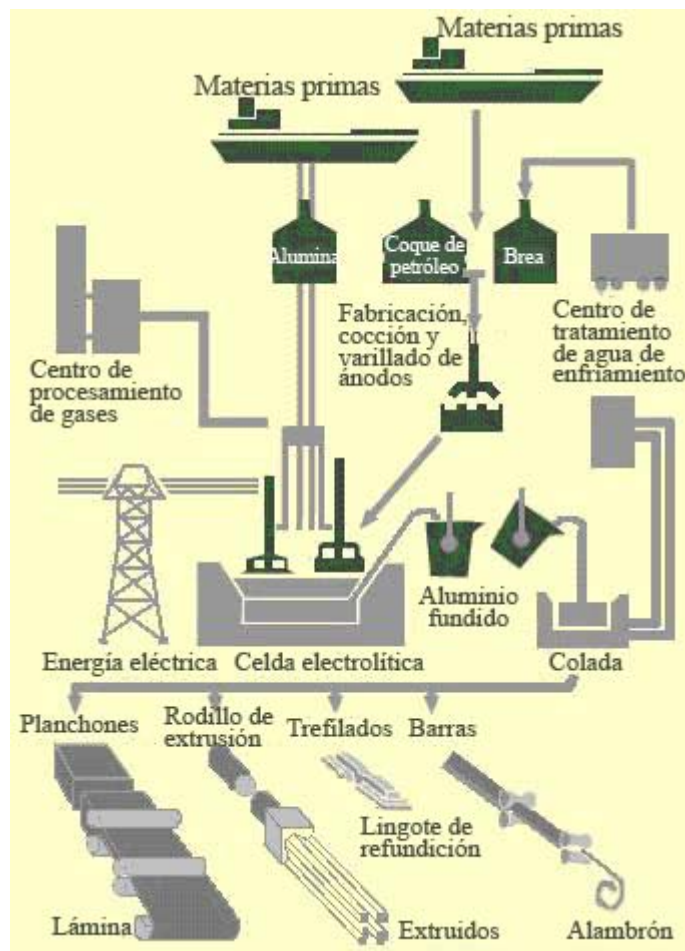 Materias primas
Materias primas
Alumina
Coque de
petróleo
Brea
Centro de
procesamiento
de gases
Fabricación,
cocción y
varillado de
ánodos
Centro de
tratamiento
de agua de
enfriamiento
Aluminio
fundido
Energía eléctrica
Celda electrolítica
Colada
Planchones
Rodillo de
extrusión
Trefilados
Barras
Lingote de
refundición
Lámina
Extruidos
Alambrón